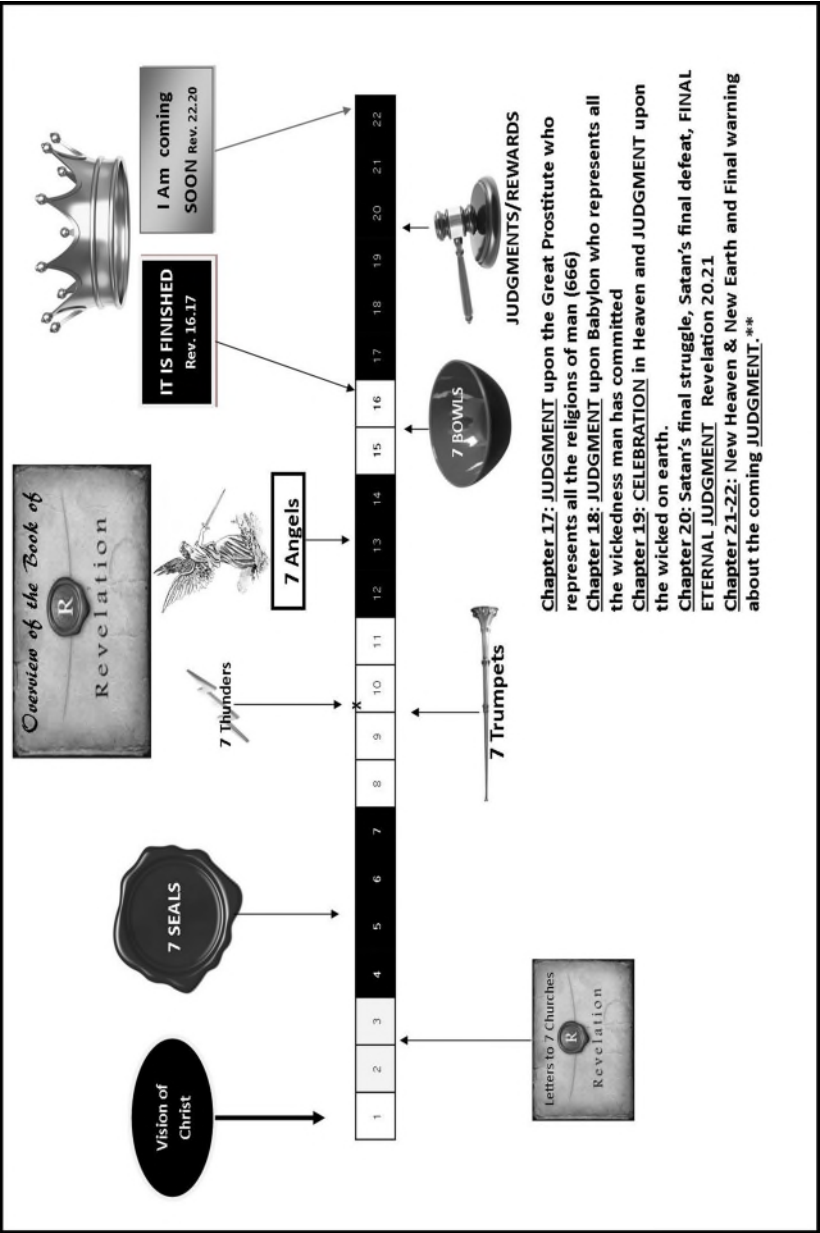 Overview of the Book of
R
Revelation
Vision of
Christ
7 SEALS
7 Thunders
7 Angels
IT IS FINISHED
Rev. 16.17
I Am coming
SOON Rev. 22.20
1 2 3 4 5 6 7 8 9 10 11 12 13 14 15 16 17 18 19 20 21 22
x
Letters to 7 Churches
R
Revelation
7 Trumpets
7 BOWLS
JUDGMENTS/REWARDS
Chapter 17: JUDGMENT upon the Great Prostitute who
represents all the religions of man (666)
Chapter 18: JUDGMENT upon Babylon who represents all
the wickedness man has committed
Chapter 19: CELEBRATION in Heaven and JUDGMENT upon
the wicked on earth.
Chapter 20: Satan's final struggle, Satan's final defeat, FINAL
ETERNAL JUDGMENT Revelation 20.21
Chapter 21-22: New Heaven & New Earth and Final warning
about the coming JUDGMENT.**